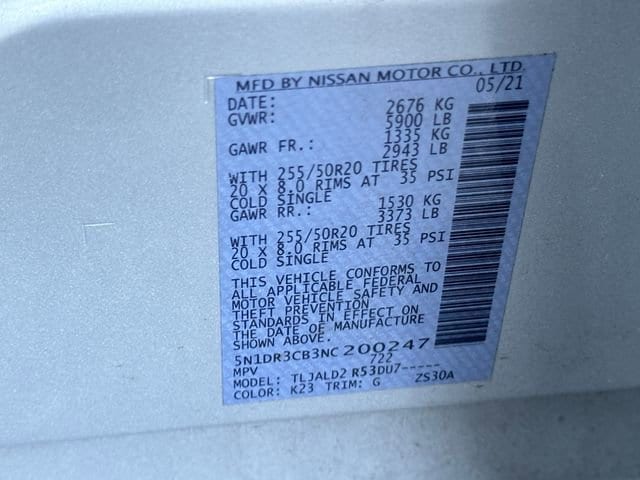 MFD BY NISSAN MOTOR CO., LTD.
DATE: 05/21
GVWR: 2676 KG
5900 LB
GAWR FR.: 1335 KG
2943 LB
WITH 255/50R20 TIRES
20 X 8.0 RIMS AT 35 PSI
COLD SINGLE
GAWR RR.: 1530 KG
3373 LB
WITH 255/50R20 TIRES
20 X 8.0 RIMS AT 35 PSI
COLD SINGLE
THIS VEHICLE CONFORMS TO
ALL APPLICABLE FEDERAL
MOTOR VEHICLE SAFETY AND
THEFT PREVENTION
STANDARDS IN EFFECT ON
THE DATE OF MANUFACTURE
SHOWN ABOVE.
5N1DR3CB3NC200247
MPV 722
MODEL: TLJALD2 R53DU7-----
COLOR: K23 TRIM: G ZS30A